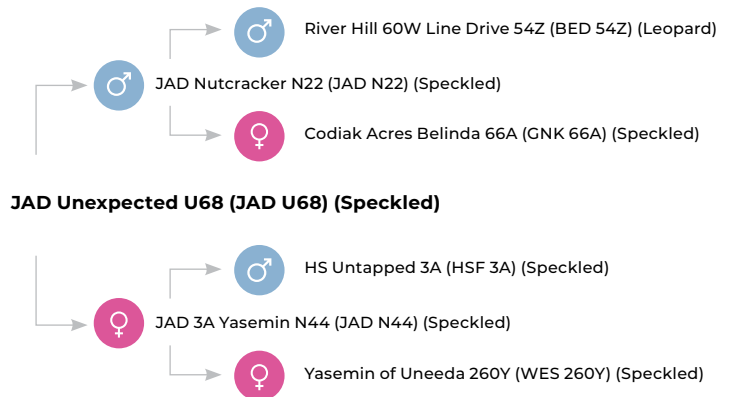 River Hill 60W Line Drive 54Z (BED 54Z) (Leopard)
JAD Nutcracker N22 (JAD N22) (Speckled)
Codiak Acres Belinda 66A (GNK 66A) (Speckled)
JAD Unexpected U68 (JAD U68) (Speckled)
HS Untapped 3A (HSF 3A) (Speckled)
JAD 3A Yasemin N44 (JAD N44) (Speckled)
Yasemin of Uneeda 260Y (WES 260Y) (Speckled)